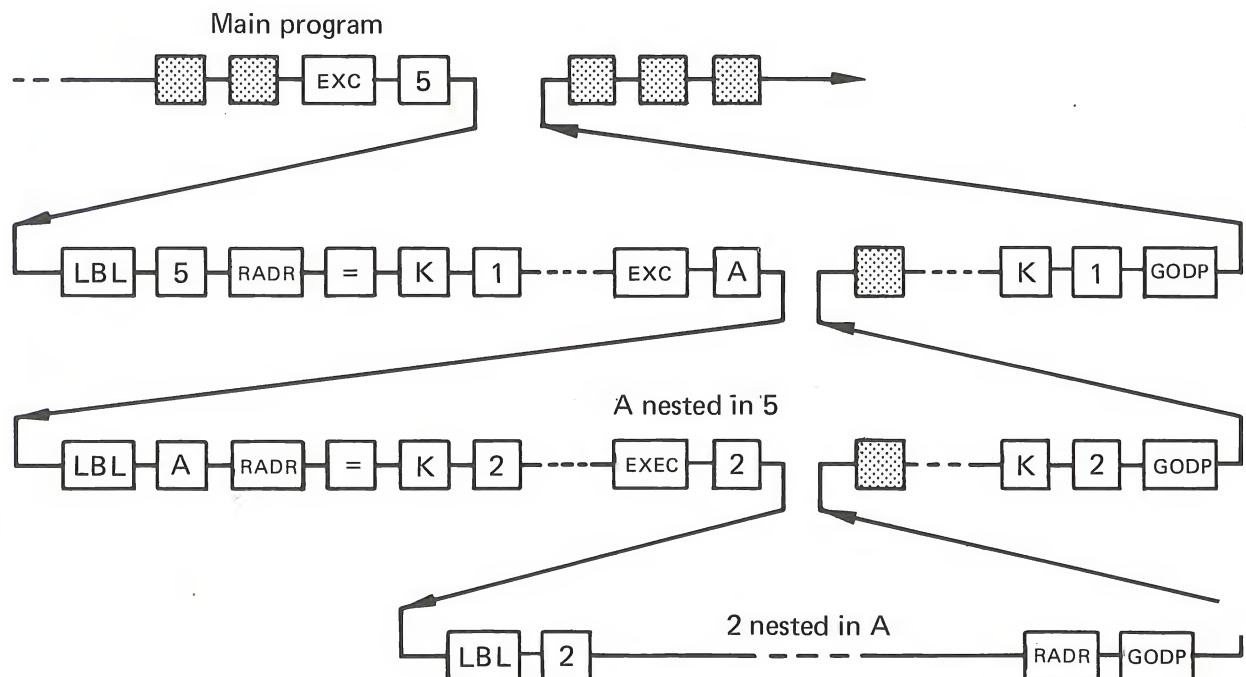 Main program
EXC 5
LBL 5 RADR = K 1 EXC A K 1 GODP
A nested in 5
LBL A RADR = K 2 EXEC 2 K 2 GODP
2 nested in A
LBL 2 RADR GODP